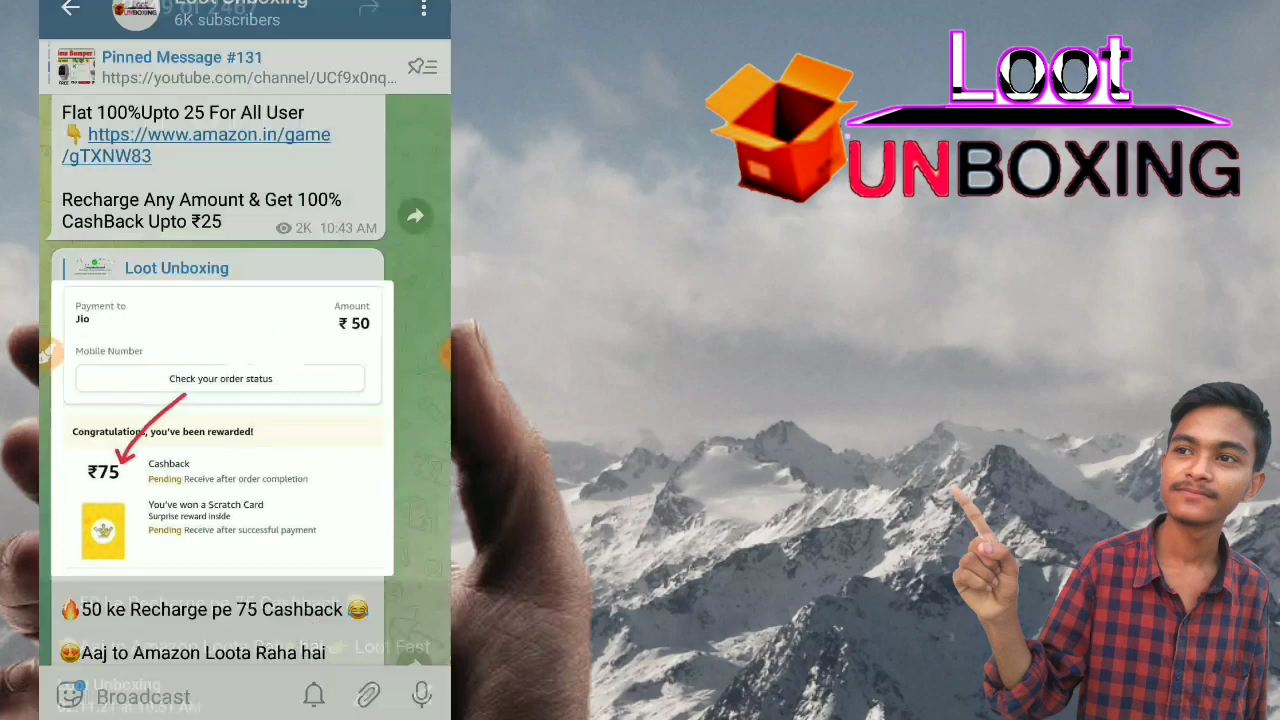 Loot Unboxing
6K subscribers
Pinned Message #131
https://youtube.com/channel/UCf9x0nq...
Flat 100%Upto 25 For All User
👇 https://www.amazon.in/game
/gTXNW83
Recharge Any Amount & Get 100%
CashBack Upto ₹25
2K 10:43 AM
Loot Unboxing
Payment to
Amount
Jio
₹ 50
Mobile Number
Check your order status
Congratulations, you've been rewarded!
₹75
Cashback
Pending Receive after order completion
You've won a Scratch Card
Surprise reward inside
Pending Receive after successful payment
🔥50 ke Recharge pe 75 Cashback😂
😍Aaj to Amazon Loota Raha hai
Loot Fast
Broadcast
Loot
UNBOXING